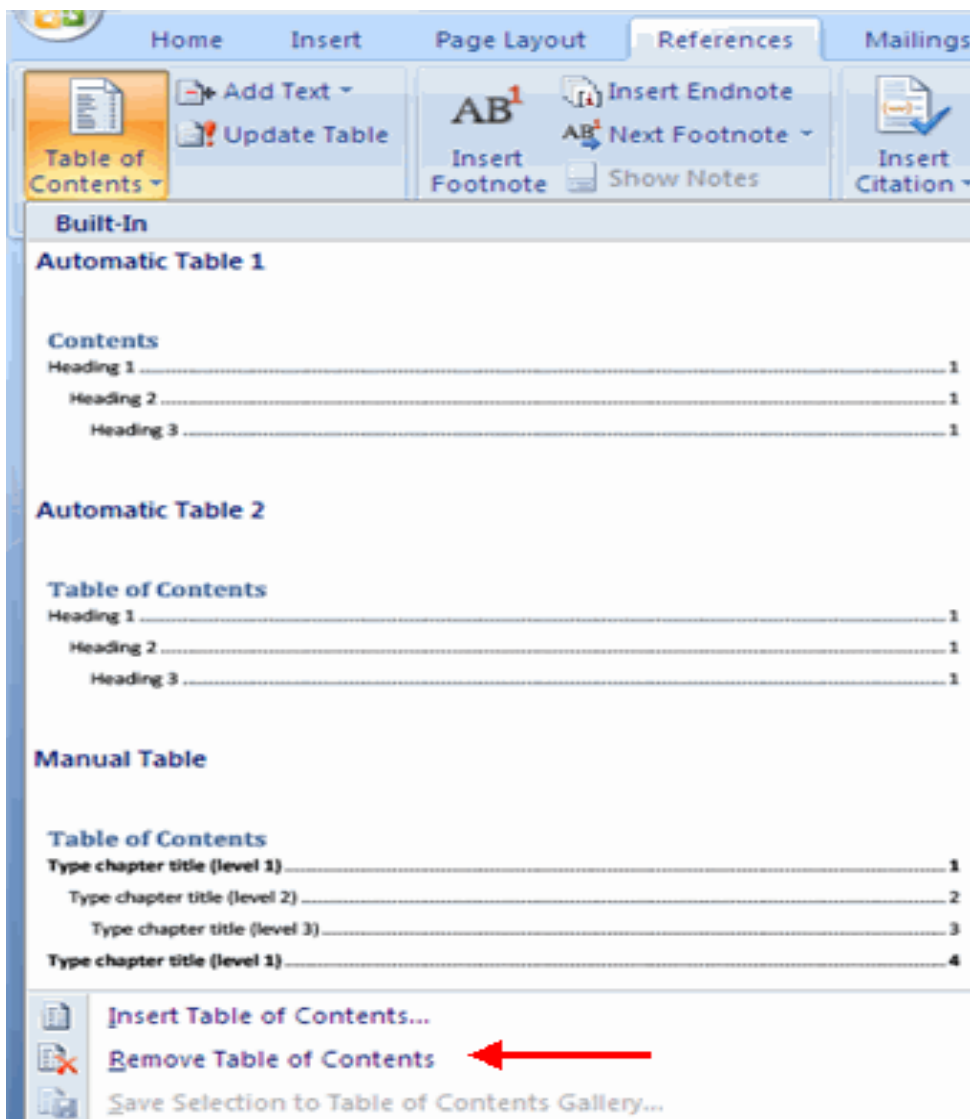 Home Insert Page Layout References Mailings
Add Text
Update Table
Table of
Contents
AB1
Insert
Footnote
Insert Endnote
AB1 Next Footnote
Show Notes
Insert
Citation
Built-In
Automatic Table 1
Contents
Heading 1 1
Heading 2 1
Heading 3 1
Automatic Table 2
Table of Contents
Heading 1 1
Heading 2 1
Heading 3 1
Manual Table
Table of Contents
Type chapter title (level 1) 1
Type chapter title (level 2) 2
Type chapter title (level 3) 3
Type chapter title (level 1) 4
Insert Table of Contents...
Remove Table of Contents
Save Selection to Table of Contents Gallery...